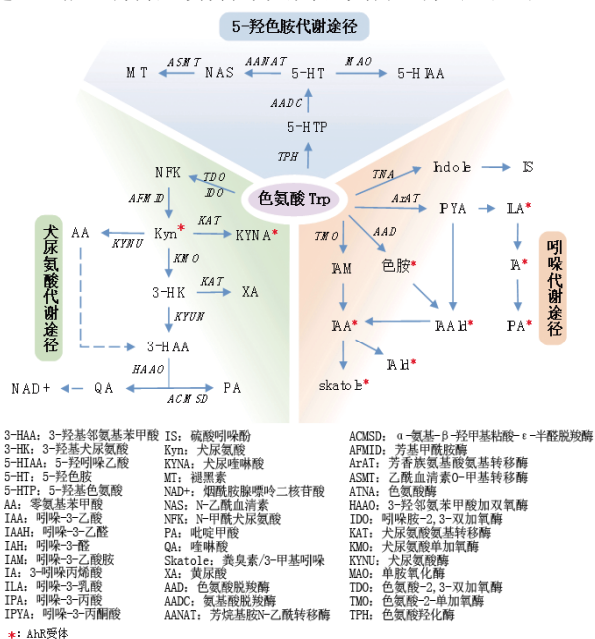 5-羟色胺代谢途径
MT
ASMT
NAS
AANAT
5-HT
MAO
5-HIAA
AADC
5-HTP
TPH
色氨酸 Trp
犬尿氨酸代谢途径
NFK
TDO
IDO
AFMID
AA
KYNU
Kyn*
KAT
KYNA*
KMO
3-HK
KAT
XA
KYUN
3-HAA
HAAO
NAD+
QA
ACMSD
PA
吲哚代谢途径
TNA
Indole
IS
ArAT
IPYA
ILA*
TMO
AAD
IAM
色胺*
IA*
IAA*
IAAld*
IPA*
IAld*
skatole*
3-HAA：3-羟基邻氨基苯甲酸
3-HK：3-羟基犬尿氨酸
5-HIAA：5-羟吲哚乙酸
5-HT：5-羟色胺
5-HTP：5-羟基色氨酸
AA：零氨基苯甲酸
IAA：吲哚-3-乙酸
IAAH：吲哚-3-乙醛
IAH：吲哚-3-醛
IAM：吲哚-3-乙酸胺
IA：3-吲哚丙烯酸
ILA：吲哚-3-乳酸
IPA：吲哚-3-丙酸
IPYA：吲哚-3-丙酮酸
*：AhR受体
IS：硫酸吲哚酚
Kyn：犬尿氨酸
KYNA：犬尿喹啉酸
MT：褪黑素
NAD+：烟酰胺腺嘌呤二核苷酸
NAS：N-乙酰血清素
NFK：N-甲酰犬尿氨酸
PA：吡啶甲酸
QA：喹啉酸
Skatole：粪臭素/3-甲基吲哚
XA：黄尿酸
AAD：色氨酸脱羧酶
AADC：氨基酸脱羧酶
AANAT：芳烷基胺N-乙酰转移酶
ACMSD：α-氨基-β-羟甲基粘酸-ε-半醛脱羧酶
AFMID：芳基甲酰胺酶
ArAT：芳香族氨基酸氨基转移酶
ASMT：乙酰血清素O-甲基转移酶
ATNA：色氨酸酶
HAAO：3-羟邻氨苯甲酸加双氧酶
IDO：吲哚胺-2,3-双加氧酶
KAT：犬尿氨酸氨基转移酶
KMO：犬尿氨酸单加氧酶
KYNU：犬尿氨酸酶
MAO：单胺氧化酶
TDO：色氨酸-2,3-双加氧酶
TMO：色氨酸-2-单加氧酶
TPH：色氨酸羟化酶